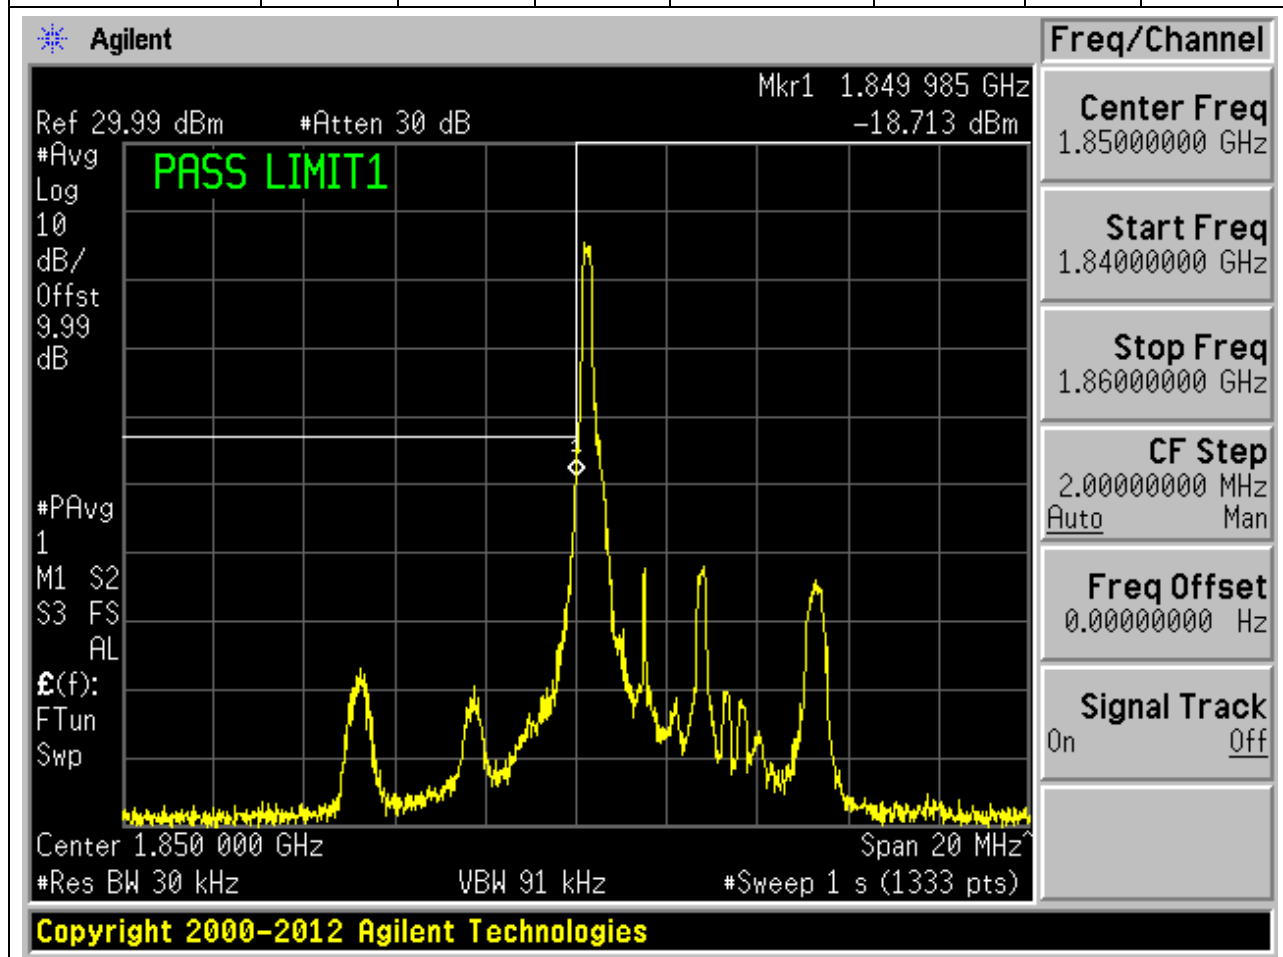 Agilent
Freq/Channel
Mkr1 1.849 985 GHz
Ref 29.99 dBm #Atten 30 dB -18.713 dBm
#Avg
Log
10
dB/
Offst
9.99
dB
PASS LIMIT1
1
#PAvg
1
M1 S2
S3 FS
AL
£(f):
FTun
Swp
Center 1.850 000 GHz Span 20 MHz^
#Res BW 30 kHz VBW 91 kHz #Sweep 1 s (1333 pts)
Copyright 2000-2012 Agilent Technologies
Center Freq
1.85000000 GHz
Start Freq
1.84000000 GHz
Stop Freq
1.86000000 GHz
CF Step
2.00000000 MHz
Auto Man
Freq Offset
0.00000000 Hz
Signal Track
On Off